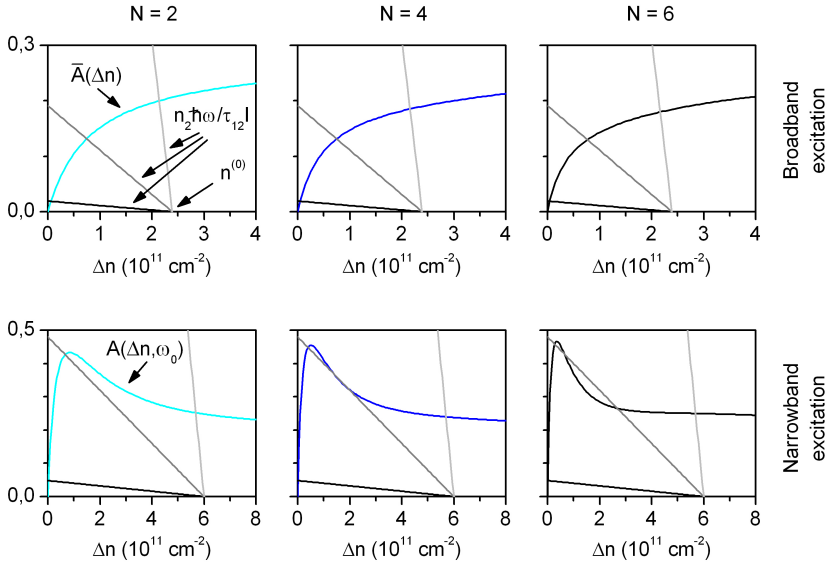 N = 2
N = 4
N = 6
0,3
0,0
A̅(Δn)
n₂ħω/τ₁₂I
n⁽⁰⁾
0 1 2 3 4
0 1 2 3 4
0 1 2 3 4
Δn (10¹¹ cm⁻²)
Δn (10¹¹ cm⁻²)
Δn (10¹¹ cm⁻²)
Broadband
excitation
0,5
0,0
A(Δn,ω₀)
0 2 4 6 8
0 2 4 6 8
0 2 4 6 8
Δn (10¹¹ cm⁻²)
Δn (10¹¹ cm⁻²)
Δn (10¹¹ cm⁻²)
Narrowband
excitation